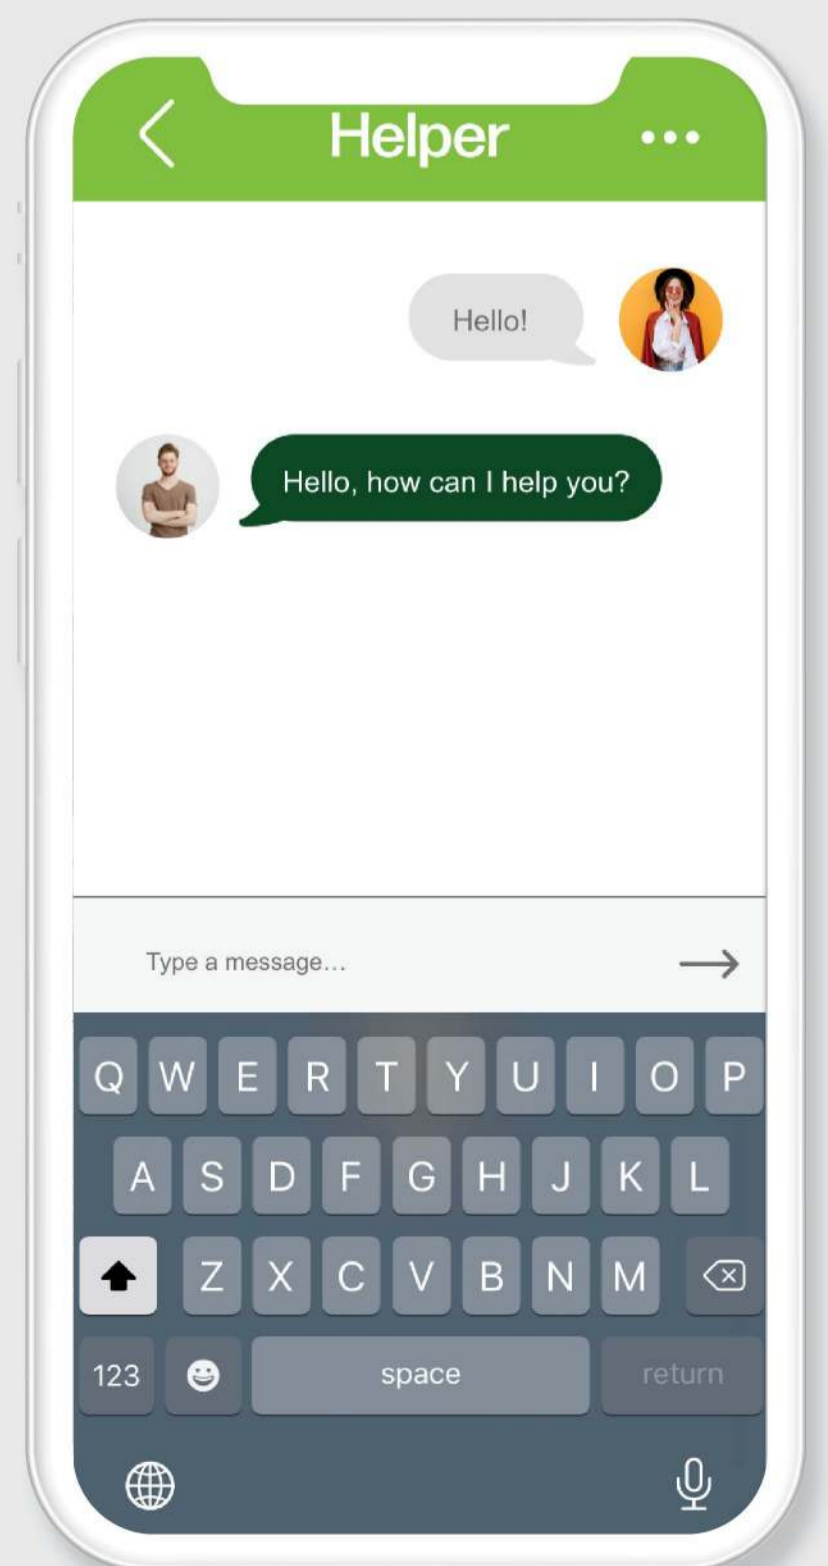 Helper
Hello!
Hello, how can I help you?
Type a message...
Q W E R T Y U I O P
A S D F G H J K L
Z X C V B N M
123 space return